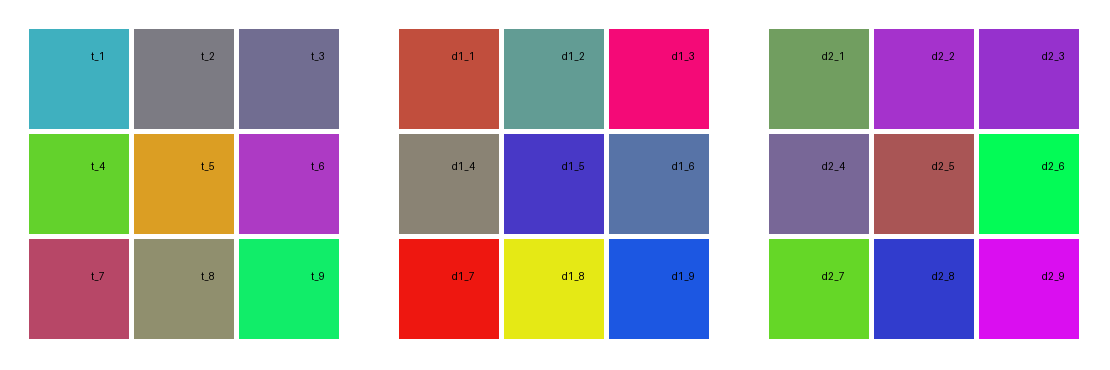 t_1 t_2 t_3 d1_1 d1_2 d1_3 d2_1 d2_2 d2_3
t_4 t_5 t_6 d1_4 d1_5 d1_6 d2_4 d2_5 d2_6
t_7 t_8 t_9 d1_7 d1_8 d1_9 d2_7 d2_8 d2_9